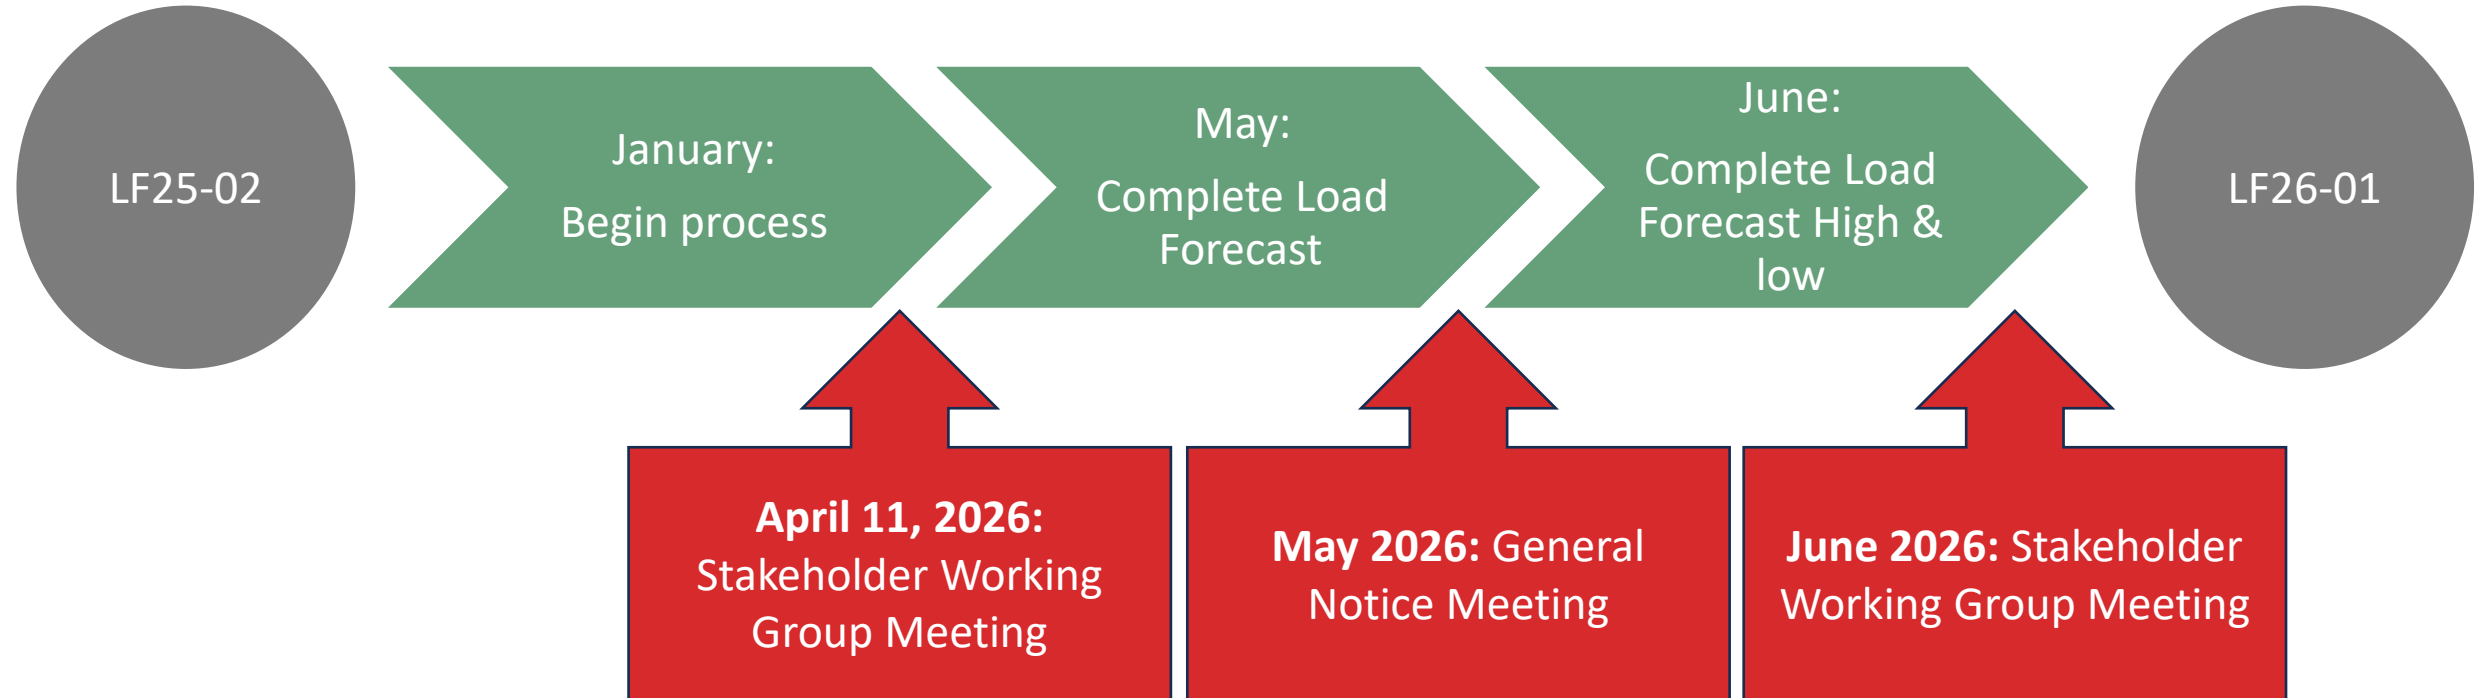 LF25-02
January:
Begin process
May:
Complete Load
Forecast
June:
Complete Load
Forecast High &
low
LF26-01
April 11, 2026:
Stakeholder Working
Group Meeting
May 2026: General
Notice Meeting
June 2026: Stakeholder
Working Group Meeting